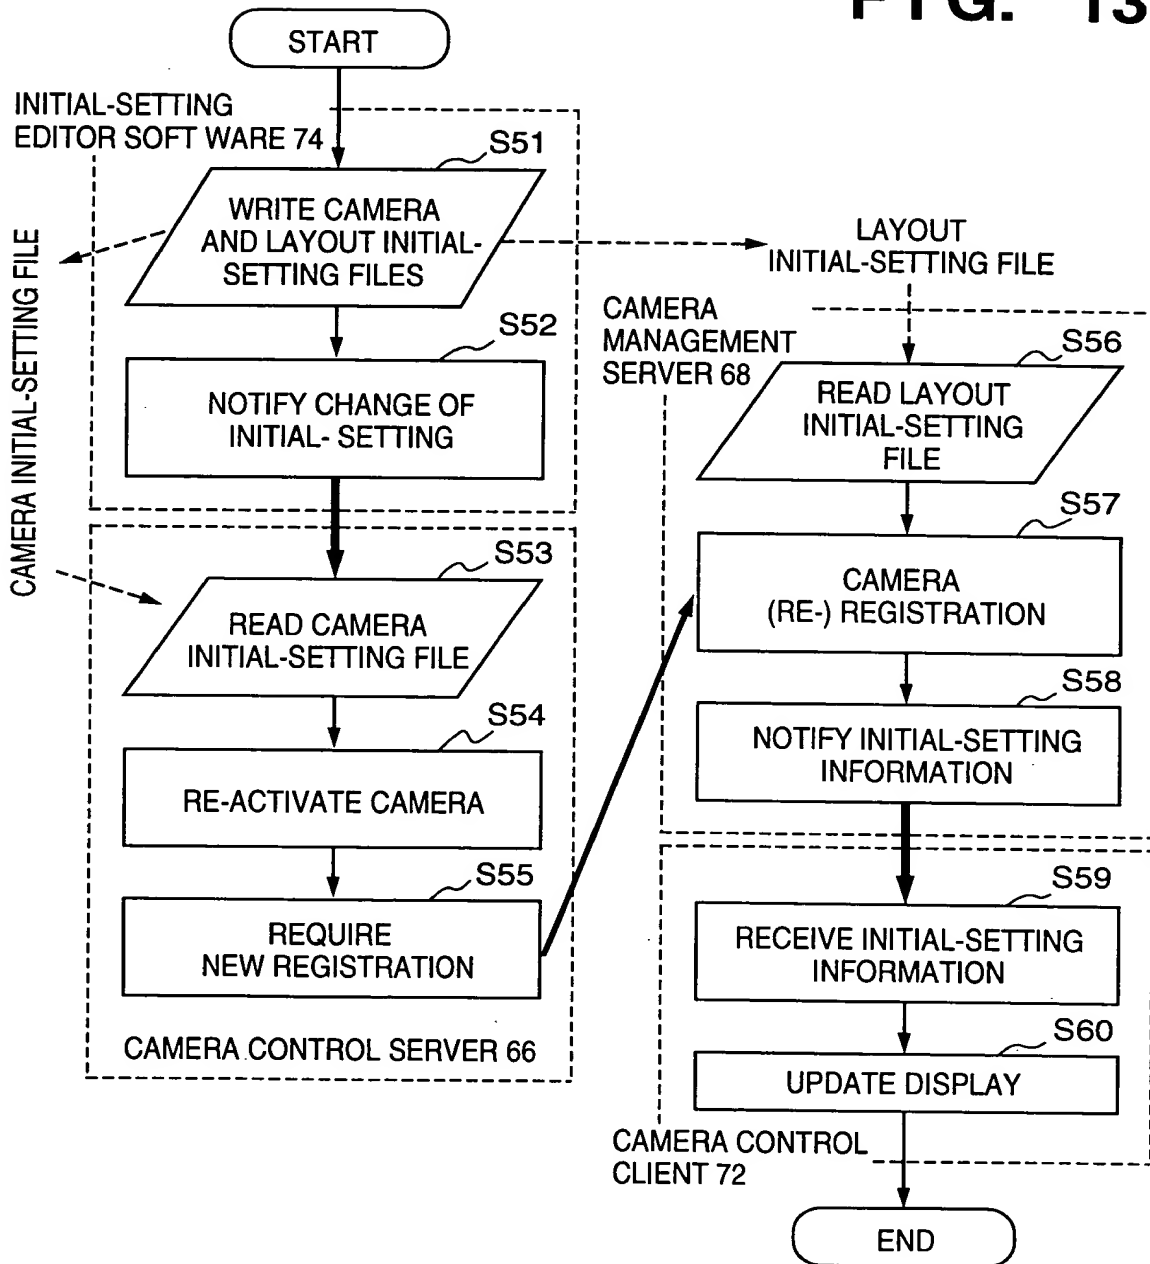 FIG. 13
START
INITIAL-SETTING
EDITOR SOFT WARE 74
S51
WRITE CAMERA
AND LAYOUT INITIAL-
SETTING FILES
CAMERA INITIAL-SETTING FILE
S52
NOTIFY CHANGE OF
INITIAL- SETTING
S53
READ CAMERA
INITIAL-SETTING FILE
S54
RE-ACTIVATE CAMERA
S55
REQUIRE
NEW REGISTRATION
CAMERA CONTROL SERVER 66
LAYOUT
INITIAL-SETTING FILE
CAMERA
MANAGEMENT
SERVER 68
S56
READ LAYOUT
INITIAL-SETTING
FILE
S57
CAMERA
(RE-) REGISTRATION
S58
NOTIFY INITIAL-SETTING
INFORMATION
S59
RECEIVE INITIAL-SETTING
INFORMATION
S60
UPDATE DISPLAY
CAMERA CONTROL
CLIENT 72
END